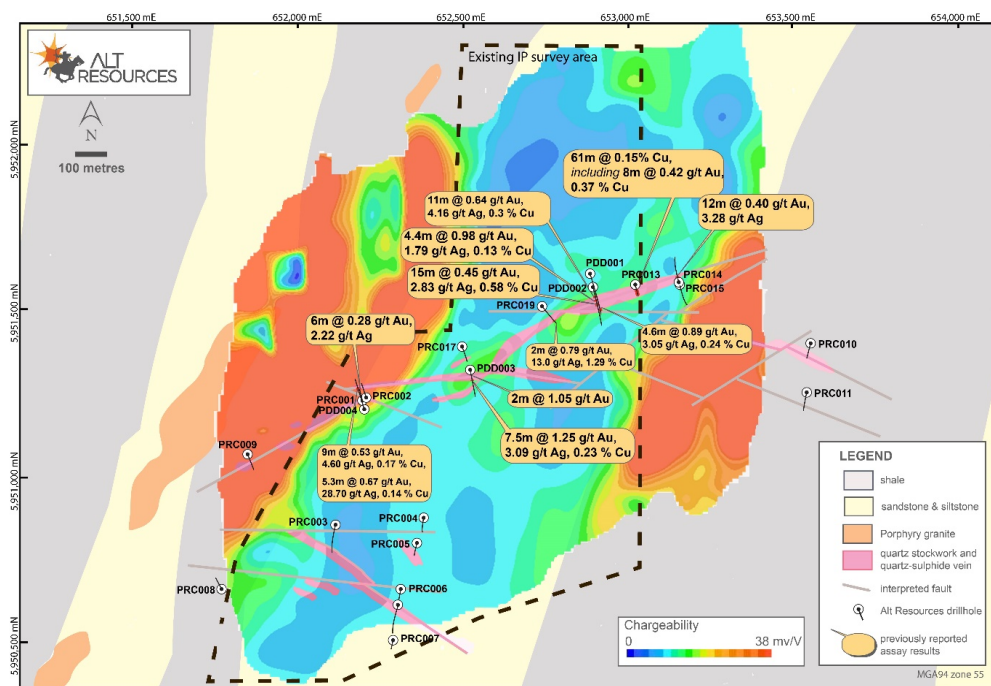 651,500 mE
652,000 mE
652,500 mE
653,000 mE
653,500 mE
654,000 mE
ALT
RESOURCES
N
100 metres
5,952,000 mN
5,951,500 mN
5,951,000 mN
5,950,500 mN
Existing IP survey area
61m @ 0.15% Cu,
including 8m @ 0.42 g/t Au,
0.37 % Cu
11m @ 0.64 g/t Au,
4.16 g/t Ag, 0.3 % Cu
12m @ 0.40 g/t Au,
3.28 g/t Ag
4.4m @ 0.98 g/t Au,
1.79 g/t Ag, 0.13 % Cu
15m @ 0.45 g/t Au,
2.83 g/t Ag, 0.58 % Cu
PDD001
PDD002
PRC013
PRC014
PRC015
PRC019
6m @ 0.28 g/t Au,
2.22 g/t Ag
4.6m @ 0.89 g/t Au,
3.05 g/t Ag, 0.24 % Cu
PRC017
2m @ 0.79 g/t Au,
13.0 g/t Ag, 1.29 % Cu
PRC010
PDD003
PRC011
PRC001
PRC002
PDD004
2m @ 1.05 g/t Au
7.5m @ 1.25 g/t Au,
3.09 g/t Ag, 0.23 % Cu
PRC009
9m @ 0.53 g/t Au,
4.60 g/t Ag, 0.17 % Cu,
5.3m @ 0.67 g/t Au,
28.70 g/t Ag, 0.14 % Cu
PRC003
PRC004
PRC005
PRC008
PRC006
PRC007
Chargeability
0
38 mv/V
LEGEND
shale
sandstone & siltstone
Porphyry granite
quartz stockwork and
quartz-sulphide vein
interpreted fault
Alt Resources drillhole
previously reported
assay results
MGA94 zone 55